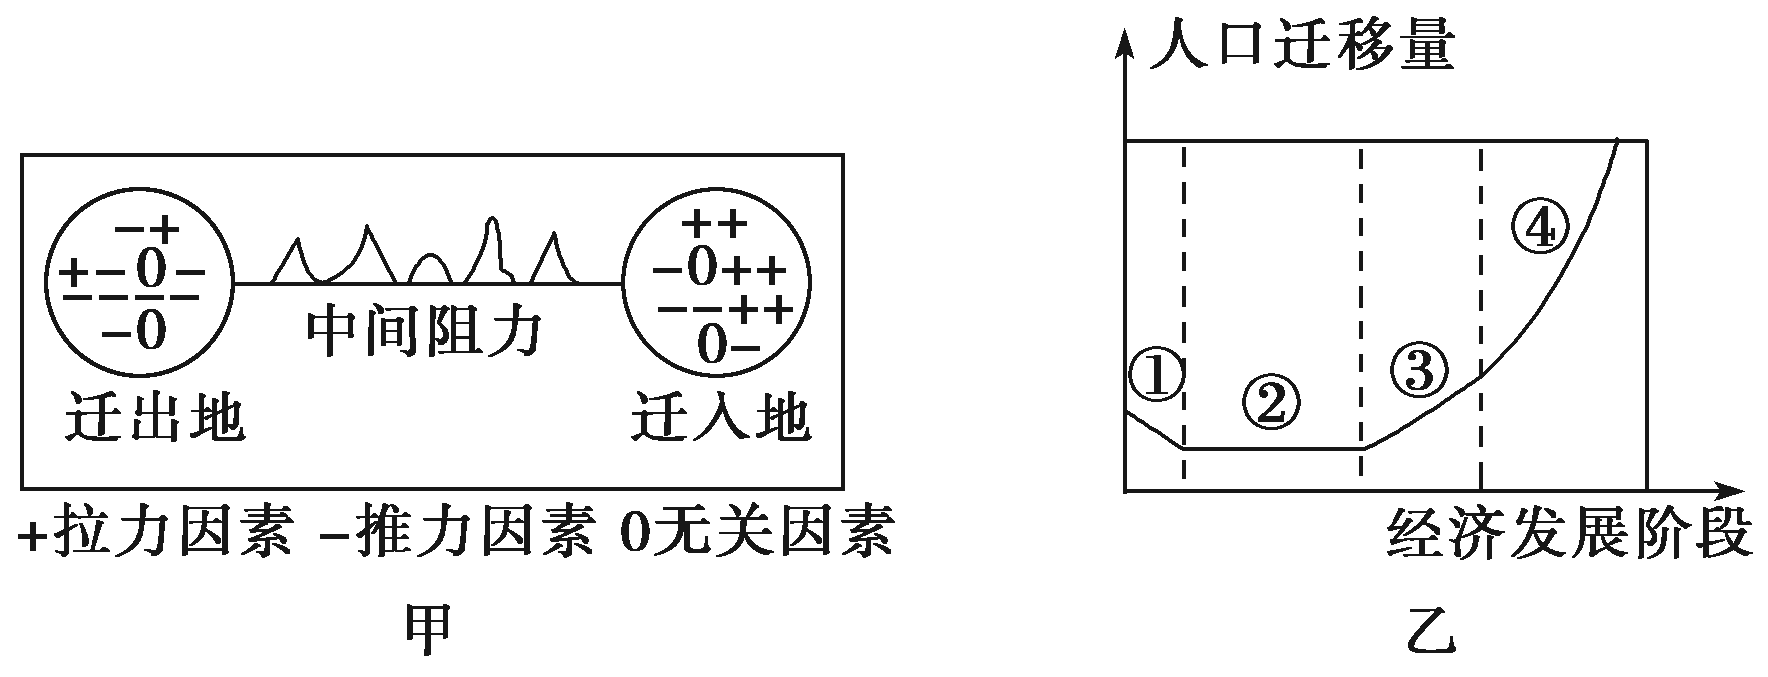 -+
+-0-
----
-0
迁出地
中间阻力
++
-0++
--++
0-
迁入地
+拉力因素 -推力因素 0无关因素
甲
人口迁移量
①
②
③
④
经济发展阶段
乙